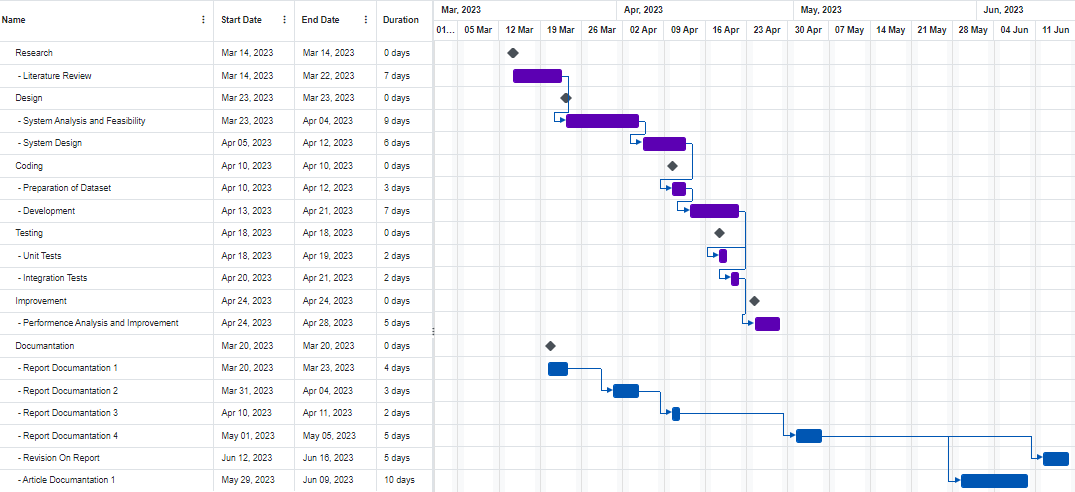 Name Start Date End Date Duration Mar, 2023 Apr, 2023 May, 2023 Jun, 2023
01... 05 Mar 12 Mar 19 Mar 26 Mar 02 Apr 09 Apr 16 Apr 23 Apr 30 Apr 07 May 14 May 21 May 28 May 04 Jun 11 Jun
Research Mar 14, 2023 Mar 14, 2023 0 days
- Literature Review Mar 14, 2023 Mar 22, 2023 7 days
Design Mar 23, 2023 Mar 23, 2023 0 days
- System Analysis and Feasibility Mar 23, 2023 Apr 04, 2023 9 days
- System Design Apr 05, 2023 Apr 12, 2023 6 days
Coding Apr 10, 2023 Apr 10, 2023 0 days
- Preparation of Dataset Apr 10, 2023 Apr 12, 2023 3 days
- Development Apr 13, 2023 Apr 21, 2023 7 days
Testing Apr 18, 2023 Apr 18, 2023 0 days
- Unit Tests Apr 18, 2023 Apr 19, 2023 2 days
- Integration Tests Apr 20, 2023 Apr 21, 2023 2 days
Improvement Apr 24, 2023 Apr 24, 2023 0 days
- Performence Analysis and Improvement Apr 24, 2023 Apr 28, 2023 5 days
Documantation Mar 20, 2023 Mar 20, 2023 0 days
- Report Documantation 1 Mar 20, 2023 Mar 23, 2023 4 days
- Report Documantation 2 Mar 31, 2023 Apr 04, 2023 3 days
- Report Documantation 3 Apr 10, 2023 Apr 11, 2023 2 days
- Report Documantation 4 May 01, 2023 May 05, 2023 5 days
- Revision On Report Jun 12, 2023 Jun 16, 2023 5 days
- Article Documantation 1 May 29, 2023 Jun 09, 2023 10 days